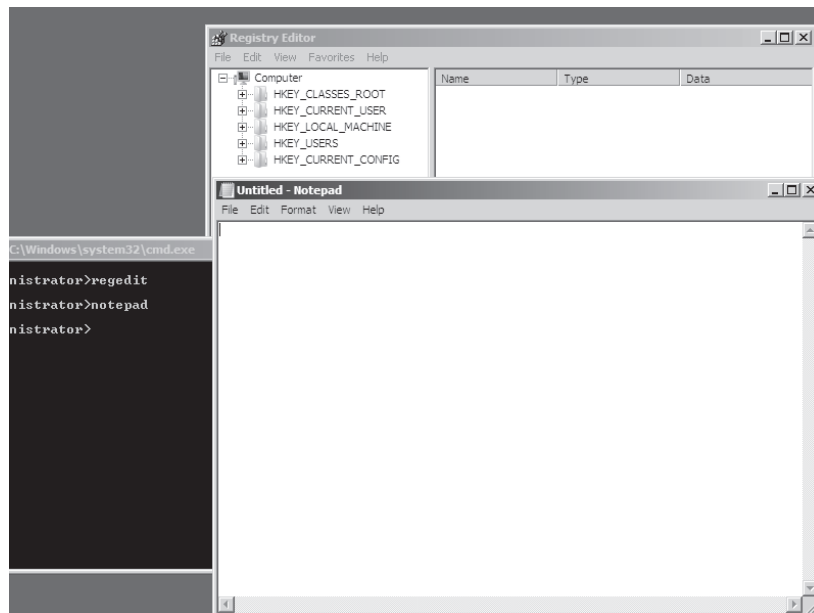 Registry Editor
File Edit View Favorites Help
Computer
HKEY_CLASSES_ROOT
HKEY_CURRENT_USER
HKEY_LOCAL_MACHINE
HKEY_USERS
HKEY_CURRENT_CONFIG
Name Type Data
Untitled - Notepad
File Edit Format View Help
C:\Windows\system32\cmd.exe
nistrator>regedit
nistrator>notepad
nistrator>